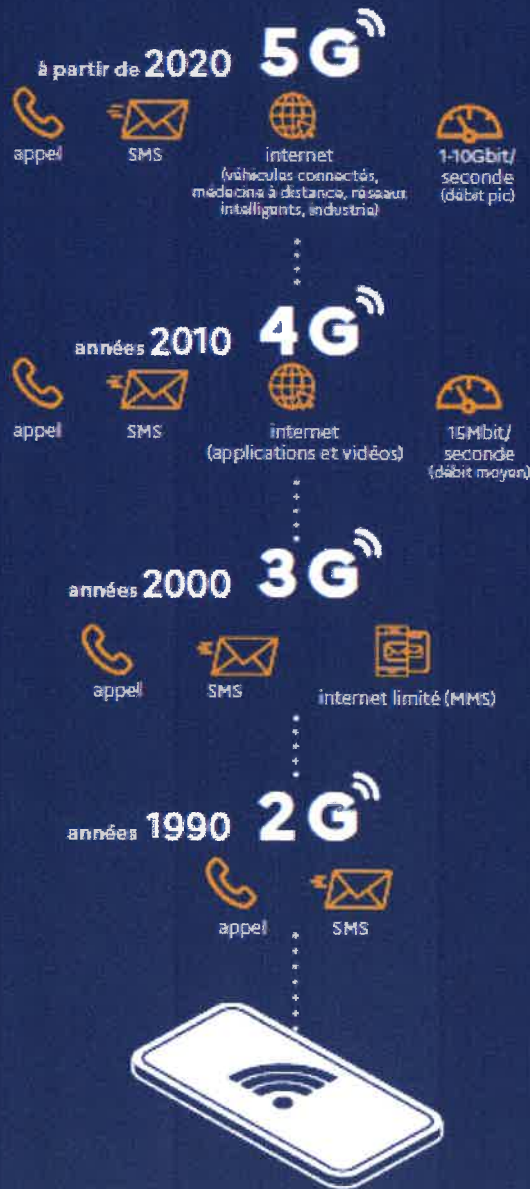 à partir de 2020 5G
appel
SMS
internet
(véhicules connectés,
médecine à distance, réseaux
intelligents, industrie)
1-10Gbit/
seconde
(débit pic)
années 2010 4G
appel
SMS
internet
(applications et vidéos)
15Mbit/
seconde
(débit moyen)
années 2000 3G
appel
SMS
internet limité (MMS)
années 1990 2G
appel
SMS